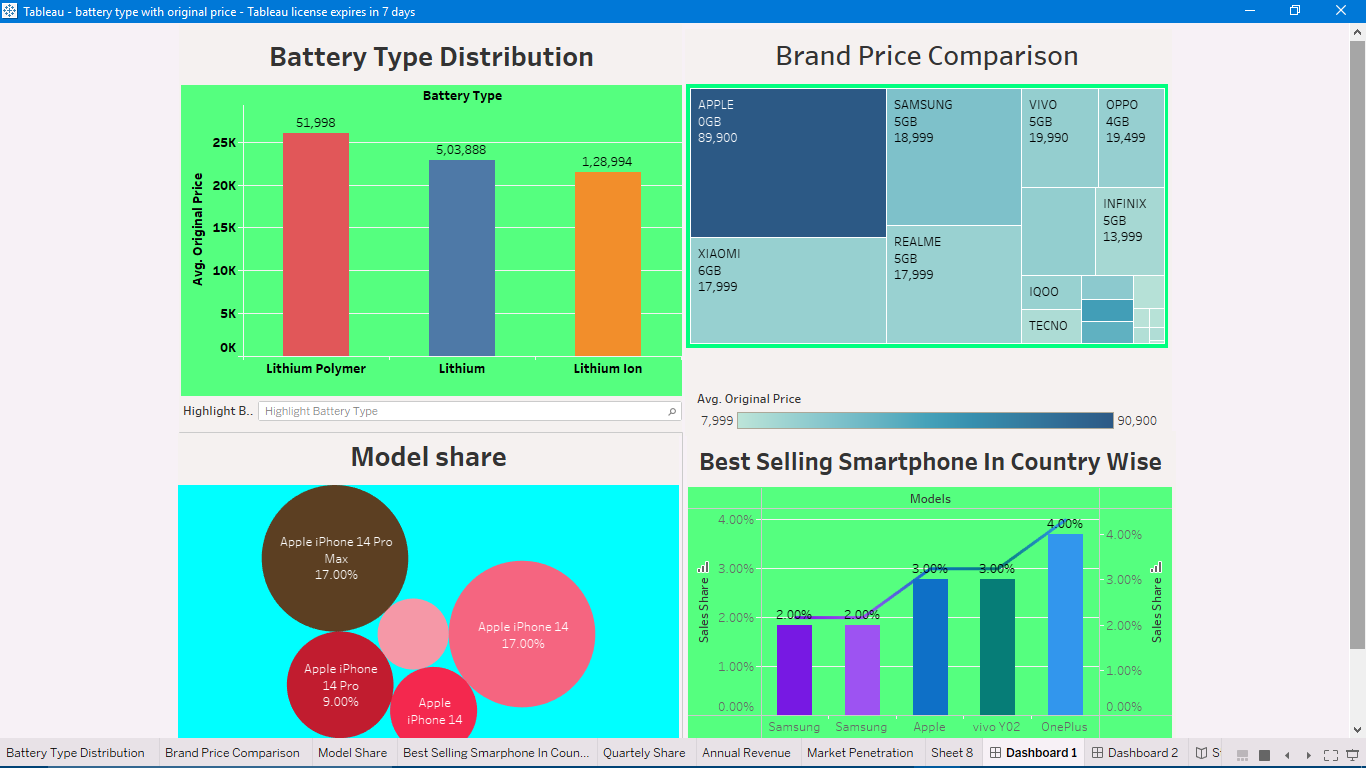 Tableau - battery type with original price - Tableau license expires in 7 days
Battery Type Distribution
Battery Type
Avg. Original Price
25K
20K
15K
10K
5K
0K
51,998
5,03,888
1,28,994
Lithium Polymer
Lithium
Lithium Ion
Highlight B..
Highlight Battery Type
Brand Price Comparison
APPLE
0GB
89,900
SAMSUNG
5GB
18,999
VIVO
5GB
19,990
OPPO
4GB
19,499
XIAOMI
6GB
17,999
REALME
5GB
17,999
INFINIX
5GB
13,999
IQOO
TECNO
Avg. Original Price
7,999
90,900
Model share
Apple iPhone 14 Pro
Max
17.00%
Apple iPhone 14
17.00%
Apple iPhone
14 Pro
9.00%
Apple
iPhone 14
Best Selling Smartphone In Country Wise
Models
Sales Share
4.00%
3.00%
2.00%
1.00%
0.00%
2.00%
2.00%
3.00%
3.00%
4.00%
4.00%
3.00%
2.00%
1.00%
0.00%
Sales Share
Samsung
Samsung
Apple
vivo Y02
OnePlus
Battery Type Distribution
Brand Price Comparison
Model Share
Best Selling Smarphone In Coun...
Quartely Share
Annual Revenue
Market Penetration
Sheet 8
Dashboard 1
Dashboard 2
S